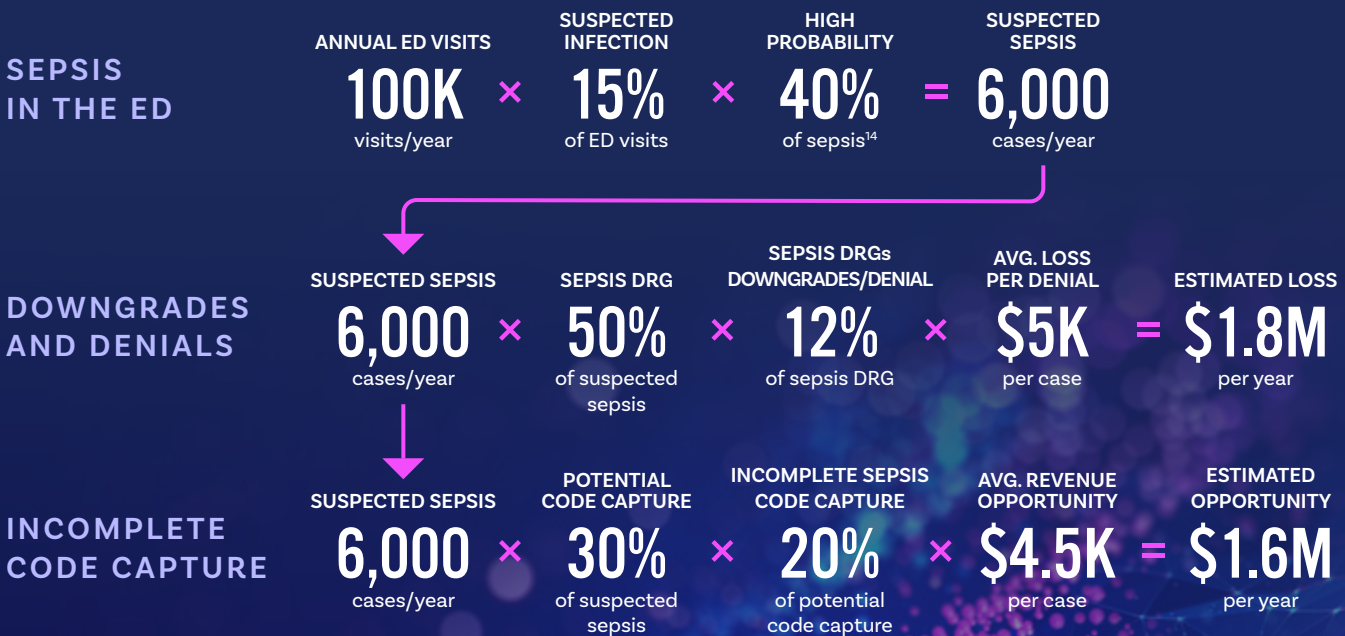 SEPSIS
IN THE ED
ANNUAL ED VISITS
100K
visits/year
×
SUSPECTED
INFECTION
15%
of ED visits
×
HIGH
PROBABILITY
40%
of sepsis¹⁴
=
SUSPECTED
SEPSIS
6,000
cases/year
DOWNGRADES
AND DENIALS
SUSPECTED SEPSIS
6,000
cases/year
×
SEPSIS DRG
50%
of suspected
sepsis
×
SEPSIS DRGs
DOWNGRADES/DENIAL
12%
of sepsis DRG
×
AVG. LOSS
PER DENIAL
$5K
per case
=
ESTIMATED LOSS
$1.8M
per year
INCOMPLETE
CODE CAPTURE
SUSPECTED SEPSIS
6,000
cases/year
×
POTENTIAL
CODE CAPTURE
30%
of suspected
sepsis
×
INCOMPLETE SEPSIS
CODE CAPTURE
20%
of potential
code capture
×
AVG. REVENUE
OPPORTUNITY
$4.5K
per case
=
ESTIMATED
OPPORTUNITY
$1.6M
per year